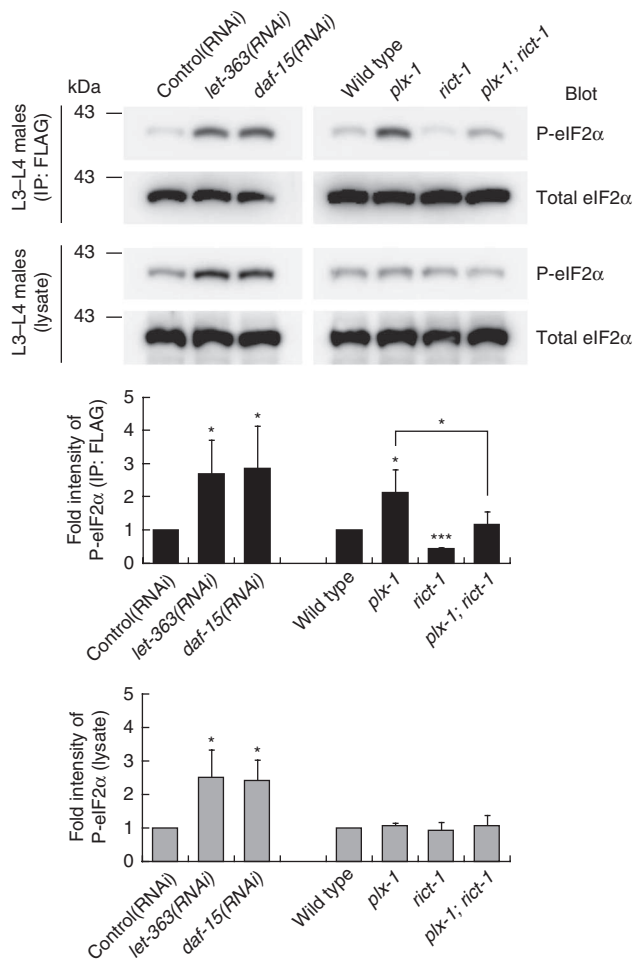 Control(RNAi)
let-363(RNAi)
daf-15(RNAi)
Wild type
plx-1
rict-1
plx-1; rict-1
kDa
Blot
L3–L4 males
(IP: FLAG)
43
P-eIF2α
43
Total eIF2α
L3–L4 males
(lysate)
43
P-eIF2α
43
Total eIF2α
Fold intensity of
P-eIF2α (IP: FLAG)
5
4
3
2
1
0
*
*
*
***
*
Control(RNAi)
let-363(RNAi)
daf-15(RNAi)
Wild type
plx-1
rict-1
plx-1; rict-1
Fold intensity of
P-eIF2α (lysate)
5
4
3
2
1
0
*
*
Control(RNAi)
let-363(RNAi)
daf-15(RNAi)
Wild type
plx-1
rict-1
plx-1; rict-1